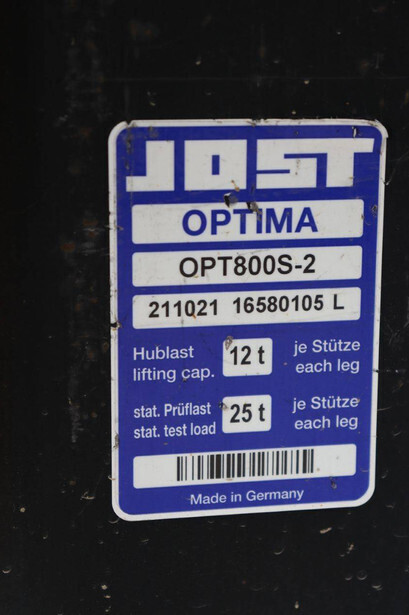 JOST
OPTIMA
OPT800S-2
211021 16580105 L
Hublast 12 t je Stütze
lifting cap. each leg
stat. Prüflast 25 t je Stütze
stat. test load each leg
Made in Germany